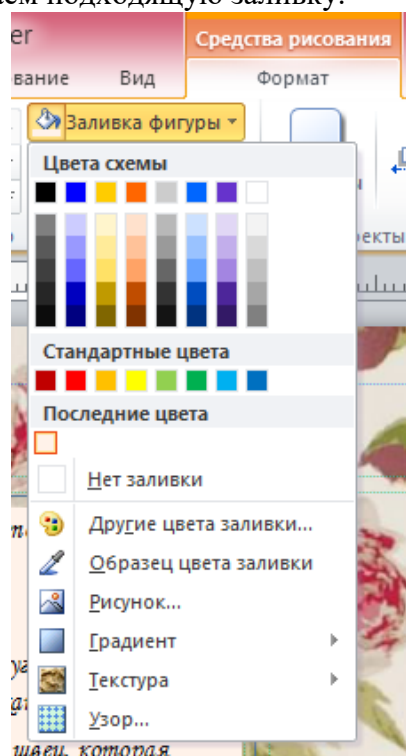 ем подходящую заливку.
er
Средства рисования
вание Вид Формат
Заливка фигуры
Цвета схемы
екты
Стандартные цвета
Последние цвета
Нет заливки
Другие цвета заливки...
Образец цвета заливки
Рисунок...
Градиент
Текстура
Узор...
швец, которая